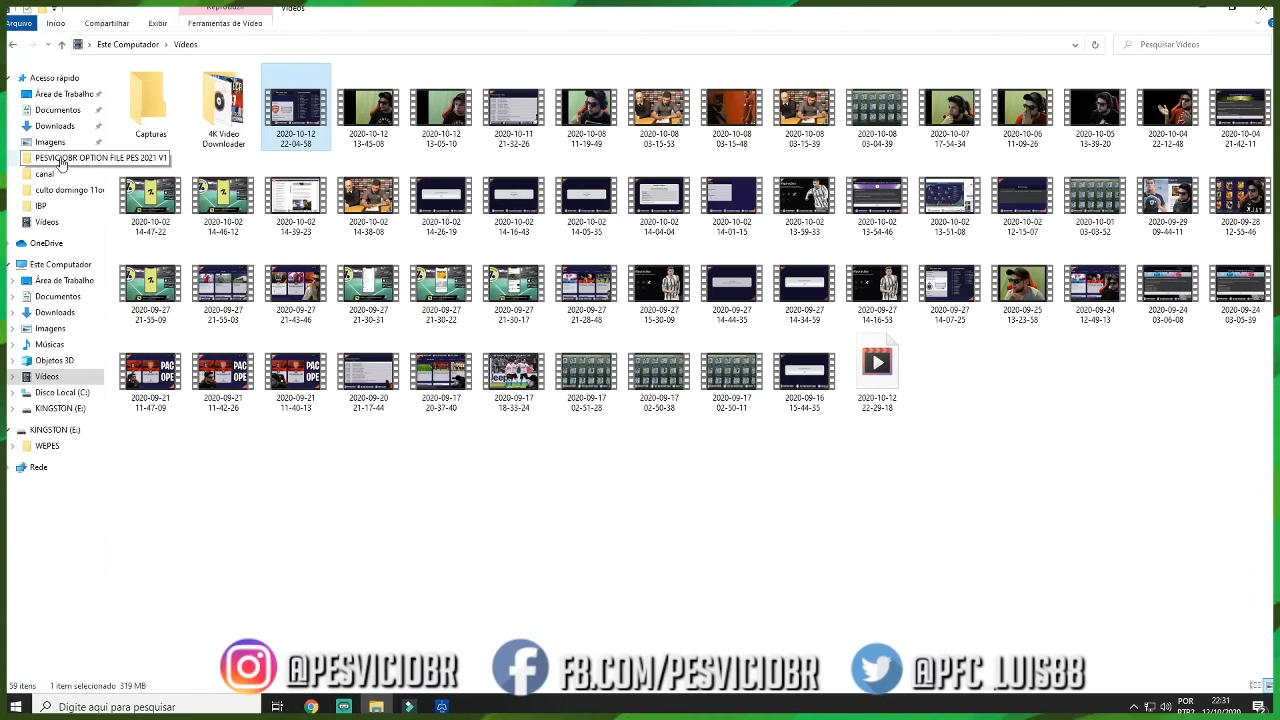 Reproduzir
Vídeos
Arquivo Início Compartilhar Exibir Ferramentas de Vídeo
Este Computador Vídeos
Pesquisar Vídeos
Acesso rápido
Área de Trabalho
Documentos
Downloads
Imagens
PESVICIOBR OPTION FILE PES 2021 V1
canal
culto domingo 11o
IBP
Vídeos
OneDrive
Este Computador
Área de Trabalho
Documentos
Downloads
Imagens
Músicas
Objetos 3D
Vídeos
Disco Local (C:)
KINGSTON (E:)
KINGSTON (E:)
WEPES
Rede
Capturas
4K Video Downloader
2020-10-12 22-04-58
2020-10-12 13-45-08
2020-10-12 13-05-10
2020-10-11 21-32-26
2020-10-08 11-19-49
2020-10-08 03-15-53
2020-10-08 03-15-39
2020-10-08 03-15-39
2020-10-08 03-04-39
2020-10-07 17-54-34
2020-10-06 11-09-26
2020-10-05 13-39-20
2020-10-04 22-12-48
2020-10-02 21-42-11
2020-10-02 14-47-22
2020-10-02 14-46-12
2020-10-02 14-39-28
2020-10-02 14-38-08
2020-10-02 14-26-19
2020-10-02 14-16-43
2020-10-02 14-05-35
2020-10-02 14-04-04
2020-10-02 14-03-21
2020-10-02 13-59-33
2020-10-02 13-54-46
2020-10-02 13-51-08
2020-10-02 12-15-07
2020-10-01 03-03-52
2020-09-29 09-44-11
2020-09-28 12-55-46
2020-09-27 21-55-09
2020-09-27 21-55-03
2020-09-27 21-43-46
2020-09-27 21-30-31
2020-09-27 21-30-22
2020-09-27 21-30-17
2020-09-27 21-28-48
2020-09-27 15-30-09
2020-09-27 14-44-35
2020-09-27 14-34-59
2020-09-27 14-16-53
2020-09-27 14-07-25
2020-09-25 13-23-58
2020-09-24 12-49-13
2020-09-24 03-06-08
2020-09-24 03-05-39
2020-09-21 11-47-09
2020-09-21 11-42-26
2020-09-21 11-40-13
2020-09-20 21-17-44
2020-09-17 20-37-40
2020-09-17 18-33-24
2020-09-17 02-51-28
2020-09-17 02-50-38
2020-09-17 02-50-11
2020-09-16 15-44-35
2020-10-12 22-29-18
PAC OPE
PAC OPE
PAC OPE
@PESVICIOBR FB.COM/PESVICIOBR @PFC_LUIS88
59 itens 1 item selecionado 319 MB
Digite aqui para pesquisar
POR
PTB2
22:31
12/10/2020